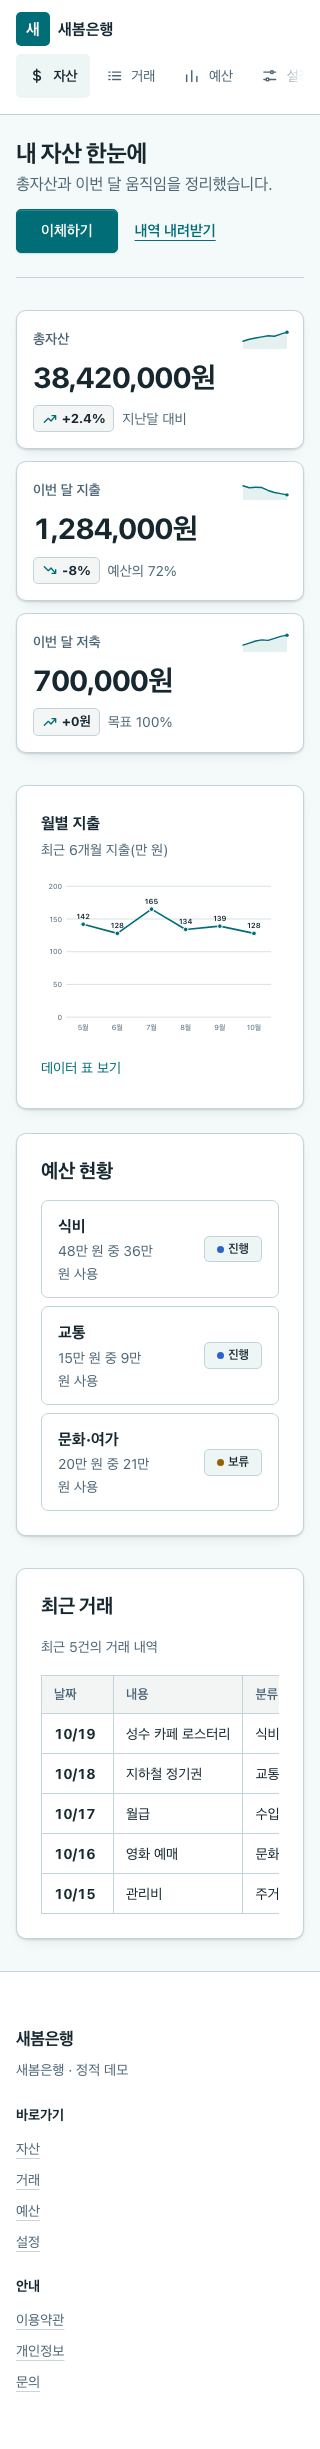 새 새봄은행
자산 거래 예산
내 자산 한눈에
총자산과 이번 달 움직임을 정리했습니다.
이체하기 내역 내려받기
총자산
38,420,000원
+2.4% 지난달 대비
이번 달 지출
1,284,000원
-8% 예산의 72%
이번 달 저축
700,000원
+0원 목표 100%
월별 지출
최근 6개월 지출(만 원)
200
150
100
50
0
142 128 165 134 139 128
5월 6월 7월 8월 9월 10월
데이터 표 보기
예산 현황
식비
48만 원 중 36만
원 사용
진행
교통
15만 원 중 9만
원 사용
진행
문화·여가
20만 원 중 21만
원 사용
보류
최근 거래
최근 5건의 거래 내역
날짜 내용 분류
10/19 성수 카페 로스터리 식비
10/18 지하철 정기권 교통
10/17 월급 수입
10/16 영화 예매 문화
10/15 관리비 주거
새봄은행
새봄은행 · 정적 데모
바로가기
자산
거래
예산
설정
안내
이용약관
개인정보
문의